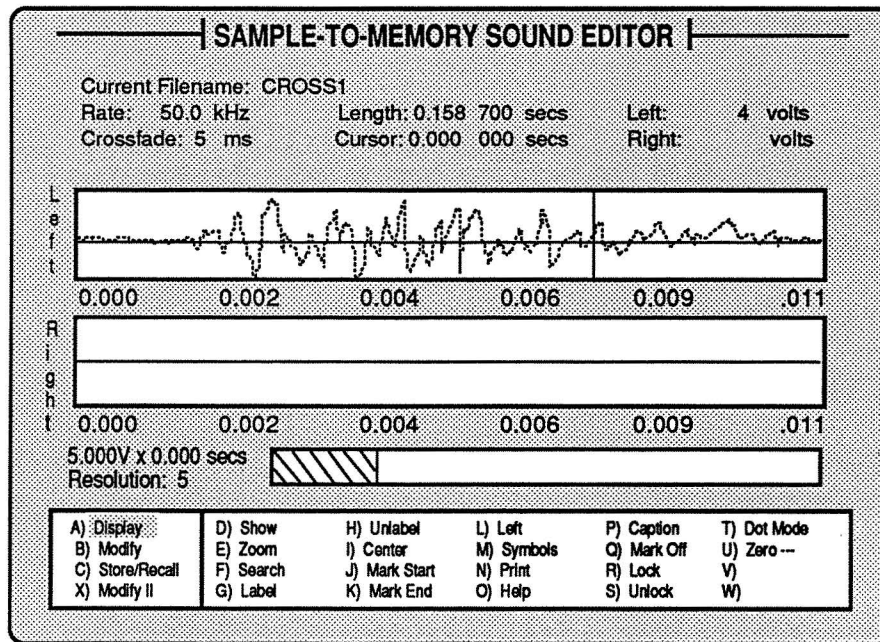 SAMPLE-TO-MEMORY SOUND EDITOR
Current Filename: CROSS1
Rate: 50.0 kHz Length: 0.158 700 secs Left: 4 volts
Crossfade: 5 ms Cursor: 0.000 000 secs Right: volts
Left
0.000 0.002 0.004 0.006 0.009 .011
Right
0.000 0.002 0.004 0.006 0.009 .011
5.000V x 0.000 secs
Resolution: 5
A) Display D) Show H) Unlabel L) Left P) Caption T) Dot Mode
B) Modify E) Zoom I) Center M) Symbols Q) Mark Off U) Zero ---
C) Store/Recall F) Search J) Mark Start N) Print R) Lock V)
X) Modify II G) Label K) Mark End O) Help S) Unlock W)